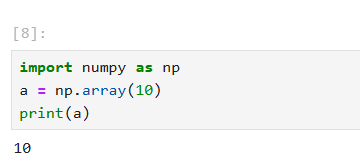 [8]:
import numpy as np
a = np.array(10)
print(a)
10